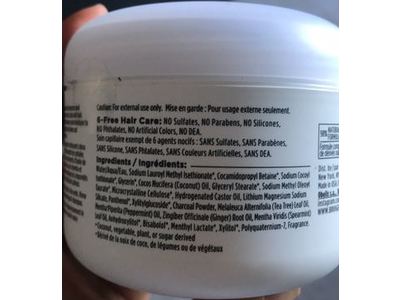 Caution: For external use only. Mise en garde : Pour usage externe seulement.
6-Free Hair Care: NO Sulfates, NO Parabens, NO Silicones,
NO Phthalates, NO Artificial Colors, NO DEA.
Soin capillaire exempt de 6 agents nocifs : SANS Sulfates, SANS Parabènes,
SANS Silicone, SANS Phtalates, SANS Couleurs Artificielles, SANS DEA.
Ingredients / Ingrédients:
Water/Aqua/Eau, Sodium Lauroyl Methyl Isethionate*, Cocamidopropyl Betaine*, Sodium Cocoyl
Isethionate*, Glycerin*, Cocos Nucifera (Coconut) Oil, Glyceryl Stearate*, Sodium Methyl Oleoyl
Taurate*, Microcrystalline Cellulose*, Hydrogenated Castor Oil, Lithium Magnesium Sodium
Silicate, Panthenol*, Xylitylglucoside*, Charcoal Powder, Melaleuca Alternifolia (Tea Tree) Leaf Oil,
Mentha Piperita (Peppermint) Oil, Zingiber Officinale (Ginger) Root Oil, Mentha Viridis (Spearmint)
Leaf Oil, Anhydroxylitol*, Bisabolol*, Menthyl Lactate*, Xylitol*, Polyquaternium-7, Fragrance.
*Coconut, vegetable, plant, or sugar derived
*Dérivé de la noix de coco, de légumes ou de végétaux